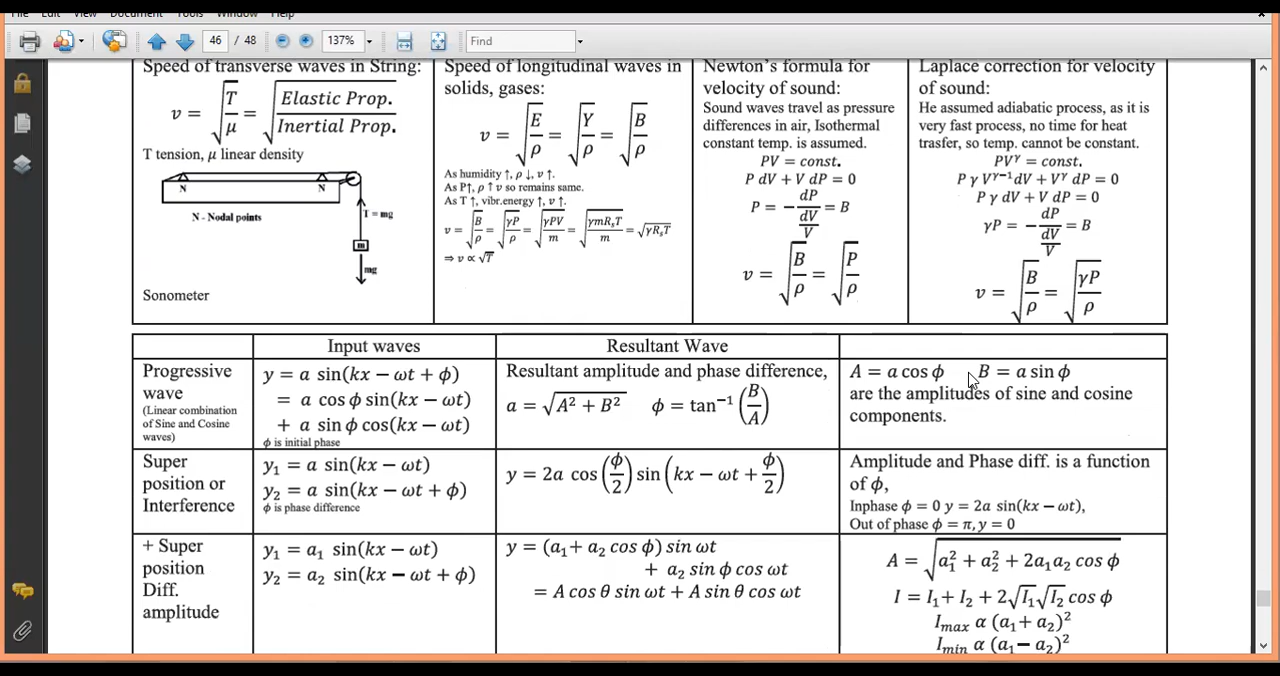 File Edit View Document Tools Window Help
46 / 48 137% Find
Speed of transverse waves in String:
v = √(T/μ) = √(Elastic Prop./Inertial Prop.)
T tension, μ linear density
N N
N - Nodal points
T = mg
m
mg
Sonometer
Speed of longitudinal waves in
solids, gases:
v = √(E/ρ) = √(Y/ρ) = √(B/ρ)
As humidity ↑, ρ ↓, v ↑.
As P↑, ρ ↑ v so remains same.
As T ↑, vibr.energy ↑, v ↑.
v = √(B/ρ) = √(γP/ρ) = √(γPV/m) = √(γmRₛT/m) = √(γRₛT)
⇒ v ∝ √T
Newton's formula for
velocity of sound:
Sound waves travel as pressure
differences in air, Isothermal
constant temp. is assumed.
PV = const.
P dV + V dP = 0
P = − dP/(dV/V) = B
v = √(B/ρ) = √(P/ρ)
Laplace correction for velocity
of sound:
He assumed adiabatic process, as it is
very fast process, no time for heat
trasfer, so temp. cannot be constant.
PV^γ = const.
P γ V^(γ−1) dV + V^γ dP = 0
P γ dV + V dP = 0
γP = − dP/(dV/V) = B
v = √(B/ρ) = √(γP/ρ)
Input waves Resultant Wave
Progressive
wave
(Linear combination
of Sine and Cosine
waves)
y = a sin(kx − ωt + ϕ)
= a cos ϕ sin(kx − ωt)
+ a sin ϕ cos(kx − ωt)
ϕ is initial phase
Resultant amplitude and phase difference,
a = √(A² + B²) ϕ = tan⁻¹(B/A)
A = a cos ϕ B = a sin ϕ
are the amplitudes of sine and cosine
components.
Super
position or
Interference
y₁ = a sin(kx − ωt)
y₂ = a sin(kx − ωt + ϕ)
ϕ is phase difference
y = 2a cos(ϕ/2) sin(kx − ωt + ϕ/2)
Amplitude and Phase diff. is a function
of ϕ,
Inphase ϕ = 0 y = 2a sin(kx − ωt),
Out of phase ϕ = π, y = 0
+ Super
position
Diff.
amplitude
y₁ = a₁ sin(kx − ωt)
y₂ = a₂ sin(kx − ωt + ϕ)
y = (a₁+ a₂ cos ϕ) sin ωt
+ a₂ sin ϕ cos ωt
= A cos θ sin ωt + A sin θ cos ωt
A = √(a₁² + a₂² + 2a₁a₂ cos ϕ)
I = I₁+ I₂ + 2√I₁√I₂ cos ϕ
Imax α (a₁+ a₂)²
Imin α (a₁− a₂)²